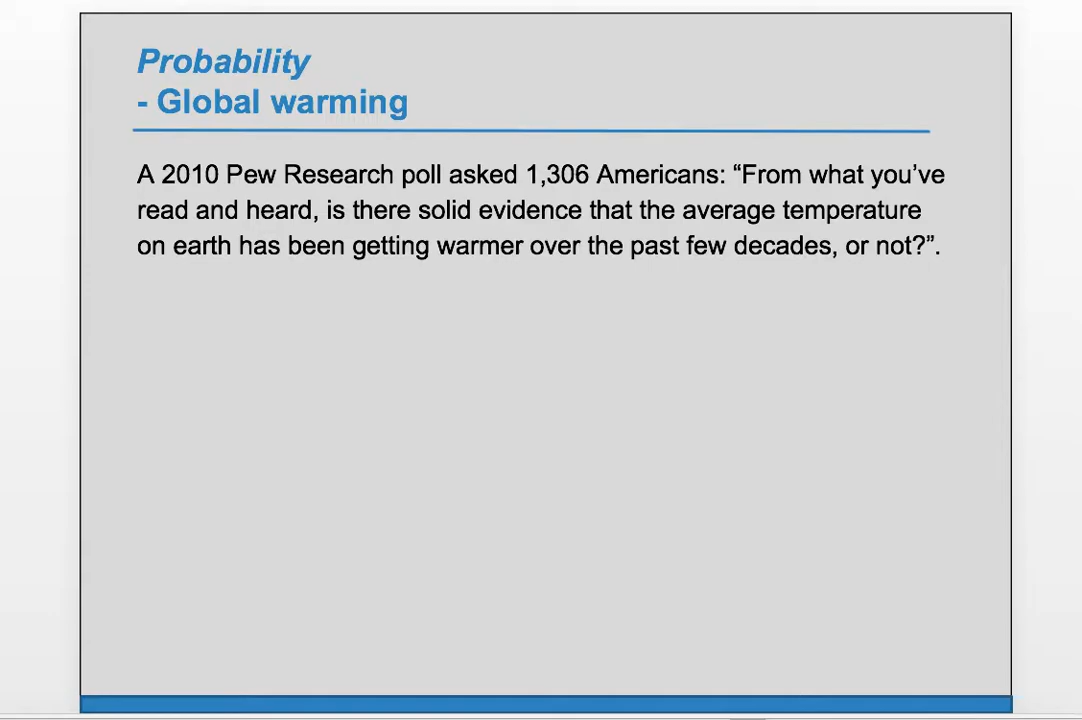 Probability
- Global warming
A 2010 Pew Research poll asked 1,306 Americans: “From what you’ve
read and heard, is there solid evidence that the average temperature
on earth has been getting warmer over the past few decades, or not?”.